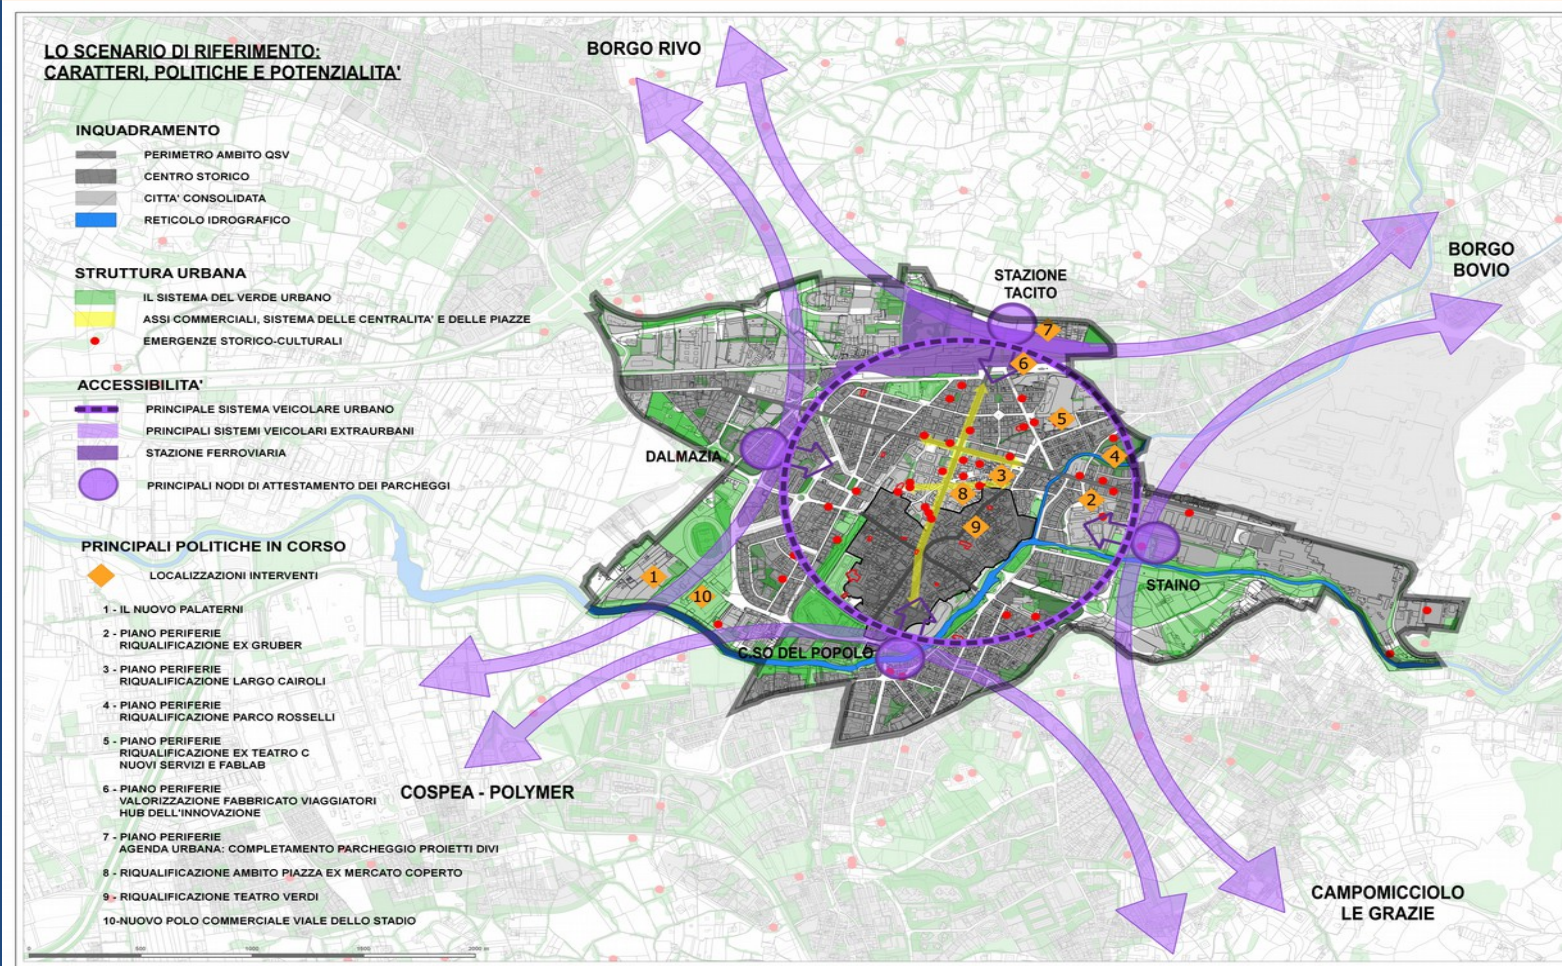 LO SCENARIO DI RIFERIMENTO:
CARATTERI, POLITICHE E POTENZIALITA'
INQUADRAMENTO
PERIMETRO AMBITO QSV
CENTRO STORICO
CITTA' CONSOLIDATA
RETICOLO IDROGRAFICO
STRUTTURA URBANA
IL SISTEMA DEL VERDE URBANO
ASSI COMMERCIALI, SISTEMA DELLE CENTRALITA' E DELLE PIAZZE
EMERGENZE STORICO-CULTURALI
ACCESSIBILITA'
PRINCIPALE SISTEMA VEICOLARE URBANO
PRINCIPALI SISTEMI VEICOLARI EXTRAURBANI
STAZIONE FERROVIARIA
PRINCIPALI NODI DI ATTESTAMENTO DEI PARCHEGGI
PRINCIPALI POLITICHE IN CORSO
LOCALIZZAZIONI INTERVENTI
1 - IL NUOVO PALATERNI
2 - PIANO PERIFERIE
RIQUALIFICAZIONE EX GRUBER
3 - PIANO PERIFERIE
RIQUALIFICAZIONE LARGO CAIROLI
4 - PIANO PERIFERIE
RIQUALIFICAZIONE PARCO ROSSELLI
5 - PIANO PERIFERIE
RIQUALIFICAZIONE EX TEATRO C
NUOVI SERVIZI E FABLAB
6 - PIANO PERIFERIE
VALORIZZAZIONE FABBRICATO VIAGGIATORI
HUB DELL'INNOVAZIONE
7 - PIANO PERIFERIE
AGENDA URBANA: COMPLETAMENTO PARCHEGGIO PROIETTI DIVI
8 - RIQUALIFICAZIONE AMBITO PIAZZA EX MERCATO COPERTO
9 - RIQUALIFICAZIONE TEATRO VERDI
10-NUOVO POLO COMMERCIALE VIALE DELLO STADIO
0 500 1000 1500 2000 m
BORGO RIVO
STAZIONE
TACITO
BORGO
BOVIO
7
6
5
DALMAZIA
4
3
8
2
9
STAINO
1
10
C.SO DEL POPOLO
COSPEA - POLYMER
CAMPOMICCIOLO
LE GRAZIE